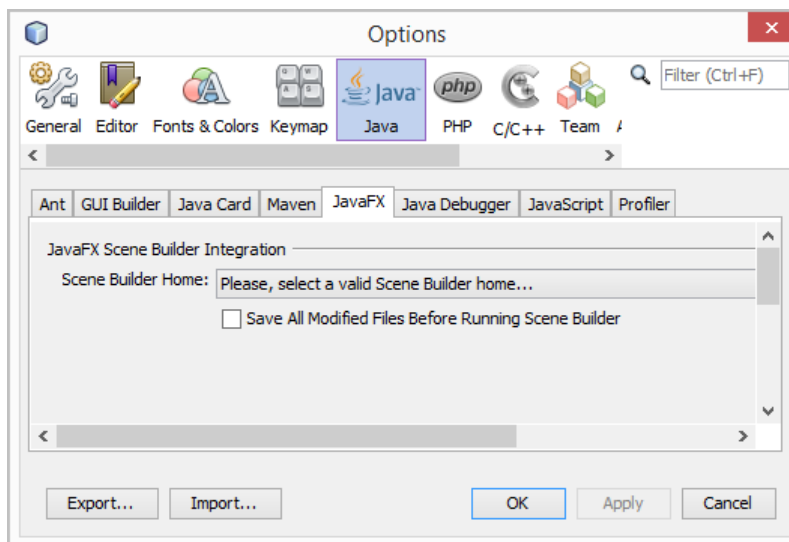 Options
Filter (Ctrl+F)
General Editor Fonts & Colors Keymap Java PHP C/C++ Team
Ant GUI Builder Java Card Maven JavaFX Java Debugger JavaScript Profiler
JavaFX Scene Builder Integration
Scene Builder Home: Please, select a valid Scene Builder home...
Save All Modified Files Before Running Scene Builder
Export... Import... OK Apply Cancel